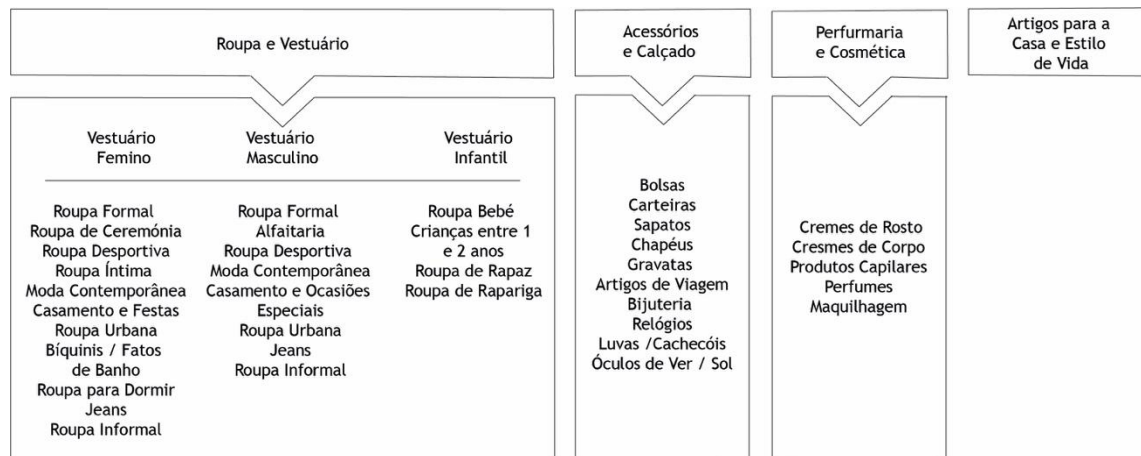 Roupa e Vestuário
Acessórios
e Calçado
Perfurmaria
e Cosmética
Artigos para a
Casa e Estilo
de Vida
Vestuário
Femino
Roupa Formal
Roupa de Ceremónia
Roupa Desportiva
Roupa Íntima
Moda Contemporânea
Casamento e Festas
Roupa Urbana
Bíquinis / Fatos
de Banho
Roupa para Dormir
Jeans
Roupa Informal
Vestuário
Masculino
Roupa Formal
Alfaitaria
Roupa Desportiva
Moda Contemporânea
Casamento e Ocasiões
Especiais
Roupa Urbana
Jeans
Roupa Informal
Vestuário
Infantil
Roupa Bebé
Crianças entre 1
e 2 anos
Roupa de Rapaz
Roupa de Rapariga
Bolsas
Carteiras
Sapatos
Chapéus
Gravatas
Artigos de Viagem
Bijuteria
Relógios
Luvas /Cachecóis
Óculos de Ver / Sol
Cremes de Rosto
Cresmes de Corpo
Produtos Capilares
Perfumes
Maquilhagem